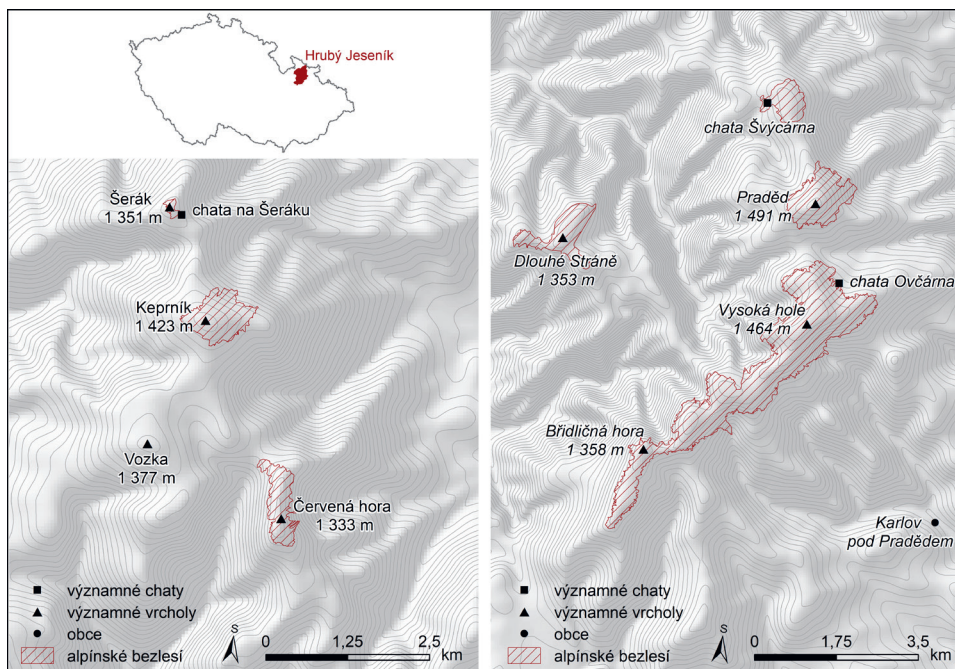 Hrubý Jeseník
Šerák
1 351 m
chata na Šeráku
Keprník
1 423 m
Vozka
1 377 m
Červená hora
1 333 m
významné chaty
významné vrcholy
obce
alpínské bezlesí
S
0 1,25 2,5
km
chata Švýcárna
Praděd
1 491 m
Dlouhé Stráně
1 353 m
chata Ovčárna
Vysoká hole
1 464 m
Břidličná hora
1 358 m
Karlov
pod Pradědem
významné chaty
významné vrcholy
obce
alpínské bezlesí
S
0 1,75 3,5
km